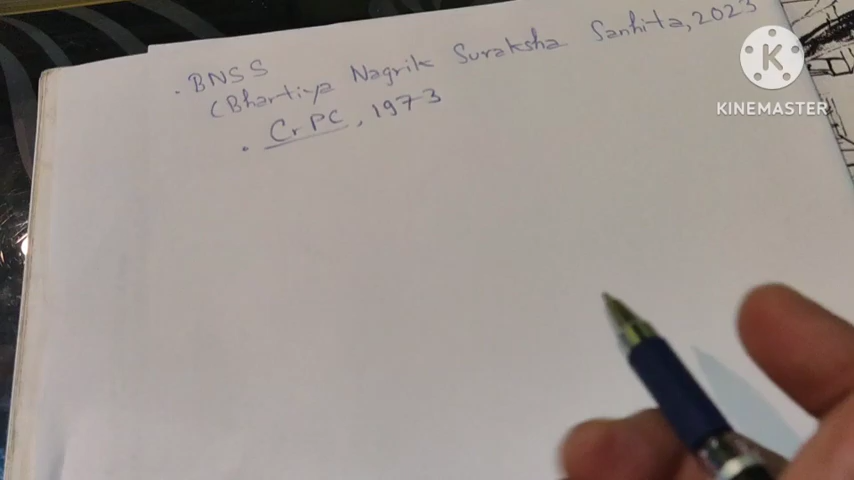 . BNSS
(Bhartiya Nagrik Suraksha Sanhita, 2023
. CrPC, 1973
K
KINEMASTER